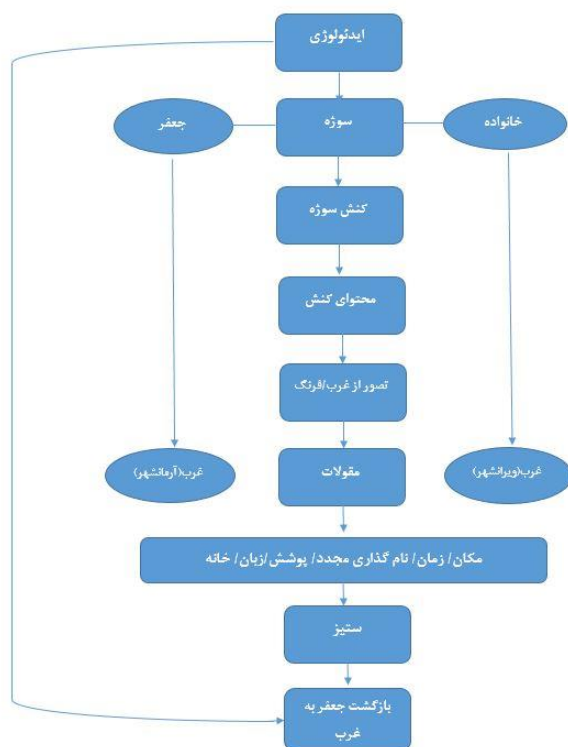 ایدئولوژی
خانواده
سوژه
جعفر
کنش سوژه
محتوای کنش
تصور از غرب/فرنگ
غرب(ویرانشهر)
مقولات
غرب(آرمانشهر)
مکان/ زمان/ نام گذاری مجدد/ پوشش/زبان/ خانه
ستیز
بازگشت جعفر به
غرب